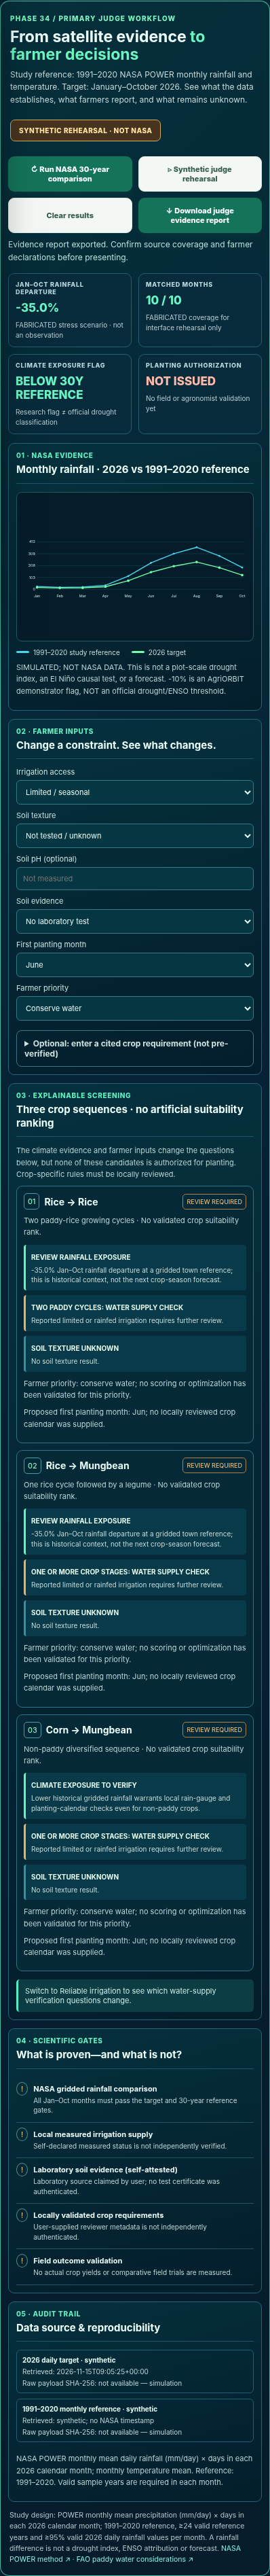 PHASE 34 / PRIMARY JUDGE WORKFLOW
From satellite evidence to
farmer decisions
Study reference: 1991–2020 NASA POWER monthly rainfall and
temperature. Target: January–October 2026. See what the data
establishes, what farmers report, and what remains unknown.
SYNTHETIC REHEARSAL · NOT NASA
↻ Run NASA 30-year
comparison
▹ Synthetic judge
rehearsal
Clear results
↓ Download judge
evidence report
Evidence report exported. Confirm source coverage and farmer
declarations before presenting.
JAN–OCT RAINFALL
DEPARTURE
-35.0%
FABRICATED stress scenario · not
an observation
MATCHED MONTHS
10 / 10
FABRICATED coverage for
interface rehearsal only
CLIMATE EXPOSURE FLAG
BELOW 30Y
REFERENCE
Research flag ≠ official drought
classification
PLANTING AUTHORIZATION
NOT ISSUED
No field or agronomist validation
yet
01 · NASA EVIDENCE
Monthly rainfall · 2026 vs 1991–2020 reference
Jan Feb Mar Apr May Jun Jul Aug Sep Oct
1991–2020 study reference 2026 target
SIMULATED; NOT NASA DATA. This is not a plot-scale drought
index, an El Niño causal test, or a forecast. -10% is an AgriORBIT
demonstrator flag, NOT an official drought/ENSO threshold.
02 · FARMER INPUTS
Change a constraint. See what changes.
Irrigation access
Limited / seasonal
Soil texture
Not tested / unknown
Soil pH (optional)
Not measured
Soil evidence
No laboratory test
First planting month
June
Farmer priority
Conserve water
▸ Optional: enter a cited crop requirement (not pre-
verified)
03 · EXPLAINABLE SCREENING
Three crop sequences · no artificial suitability
ranking
The climate evidence and farmer inputs change the questions
below, but none of these candidates is authorized for planting.
Crop-specific rules must be locally reviewed.
01 Rice → Rice REVIEW REQUIRED
Two paddy-rice growing cycles · No validated crop suitability
rank.
REVIEW RAINFALL EXPOSURE
-35.0% Jan–Oct rainfall departure at a gridded town reference;
this is historical context, not the next crop-season forecast.
TWO PADDY CYCLES: WATER SUPPLY CHECK
Reported limited or rainfed irrigation requires further review.
SOIL TEXTURE UNKNOWN
No soil texture result.
Farmer priority: conserve water; no scoring or optimization has
been validated for this priority.
Proposed first planting month: Jun; no locally reviewed crop
calendar was supplied.
02 Rice → Mungbean REVIEW REQUIRED
One rice cycle followed by a legume · No validated crop
suitability rank.
REVIEW RAINFALL EXPOSURE
-35.0% Jan–Oct rainfall departure at a gridded town reference;
this is historical context, not the next crop-season forecast.
ONE OR MORE CROP STAGES: WATER SUPPLY CHECK
Reported limited or rainfed irrigation requires further review.
SOIL TEXTURE UNKNOWN
No soil texture result.
Farmer priority: conserve water; no scoring or optimization has
been validated for this priority.
Proposed first planting month: Jun; no locally reviewed crop
calendar was supplied.
03 Corn → Mungbean REVIEW REQUIRED
Non-paddy diversified sequence · No validated crop suitability
rank.
CLIMATE EXPOSURE TO VERIFY
Lower historical gridded rainfall warrants local rain-gauge and
planting-calendar checks even for non-paddy crops.
ONE OR MORE CROP STAGES: WATER SUPPLY CHECK
Reported limited or rainfed irrigation requires further review.
SOIL TEXTURE UNKNOWN
No soil texture result.
Farmer priority: conserve water; no scoring or optimization has
been validated for this priority.
Proposed first planting month: Jun; no locally reviewed crop
calendar was supplied.
Switch to Reliable irrigation to see which water-supply
verification questions change.
04 · SCIENTIFIC GATES
What is proven—and what is not?
! NASA gridded rainfall comparison
All Jan–Oct months must pass the target and 30-year reference
gates.
! Local measured irrigation supply
Self-declared measured status is not independently verified.
! Laboratory soil evidence (self-attested)
Laboratory source claimed by user; no test certificate was
authenticated.
! Locally validated crop requirements
User-supplied reviewer metadata is not independently
authenticated.
! Field outcome validation
No actual crop yields or comparative field trials are measured.
05 · AUDIT TRAIL
Data source & reproducibility
2026 daily target · synthetic
Retrieved: 2026-11-15T09:05:25+00:00
Raw payload SHA-256: not available — simulation
1991–2020 monthly reference · synthetic
Retrieved: synthetic; no NASA timestamp
Raw payload SHA-256: not available — simulation
NASA POWER monthly mean daily rainfall (mm/day) × days in each
2026 calendar month; monthly temperature mean. Reference:
1991–2020. Valid sample years are required in each month.
Study design: POWER monthly mean precipitation (mm/day) × days in
each 2026 calendar month; 1991–2020 reference, ≥24 valid reference
years and ≥95% valid 2026 daily rainfall values per month. A rainfall
difference is not a drought index, ENSO attribution or forecast. NASA
POWER method ↗ · FAO paddy water considerations ↗